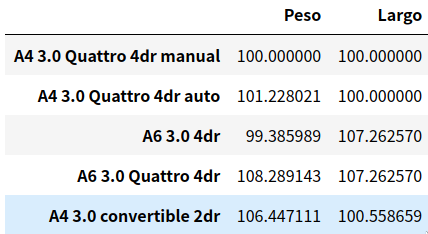 Peso Largo
A4 3.0 Quattro 4dr manual 100.000000 100.000000
A4 3.0 Quattro 4dr auto 101.228021 100.000000
A6 3.0 4dr 99.385989 107.262570
A6 3.0 Quattro 4dr 108.289143 107.262570
A4 3.0 convertible 2dr 106.447111 100.558659